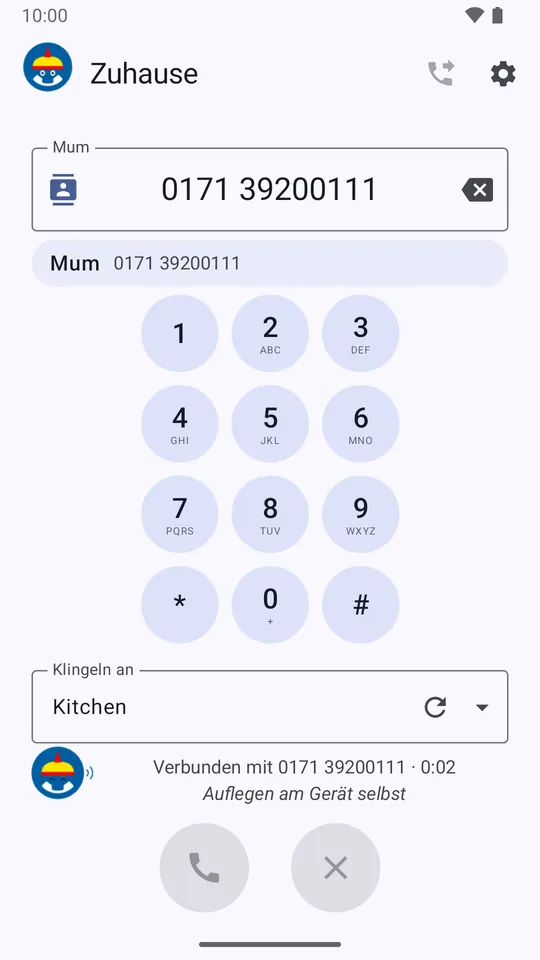 10:00
Zuhause
Mum
0171 39200111
Mum 0171 39200111
1 2 3
ABC DEF
4 5 6
GHI JKL MNO
7 8 9
PQRS TUV WXYZ
* 0 #
+
Klingeln an
Kitchen
Verbunden mit 0171 39200111 · 0:02
Auflegen am Gerät selbst